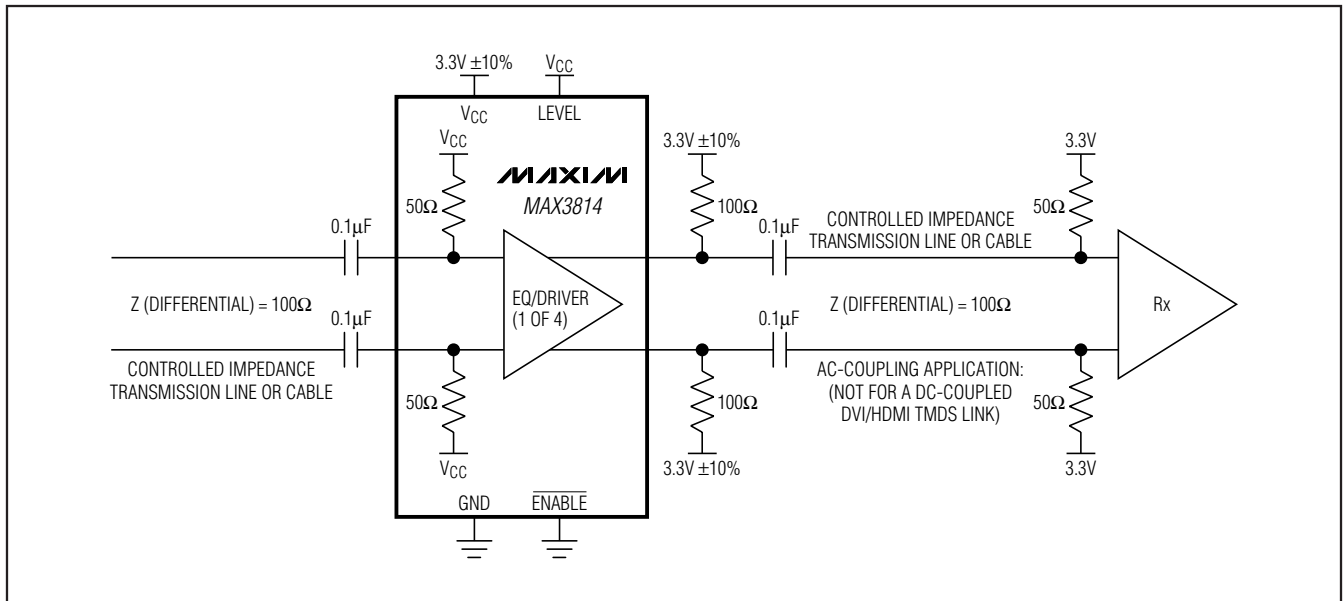 3.3V ±10%
VCC
VCC
LEVEL
VCC
MAXIM
MAX3814
50Ω
0.1μF
3.3V ±10%
100Ω
0.1μF
CONTROLLED IMPEDANCE
TRANSMISSION LINE OR CABLE
3.3V
50Ω
Z (DIFFERENTIAL) = 100Ω
0.1μF
EQ/DRIVER
(1 OF 4)
0.1μF
Z (DIFFERENTIAL) = 100Ω
Rx
CONTROLLED IMPEDANCE
TRANSMISSION LINE OR CABLE
50Ω
VCC
100Ω
3.3V ±10%
AC-COUPLING APPLICATION:
(NOT FOR A DC-COUPLED
DVI/HDMI TMDS LINK)
50Ω
3.3V
GND
ENABLE